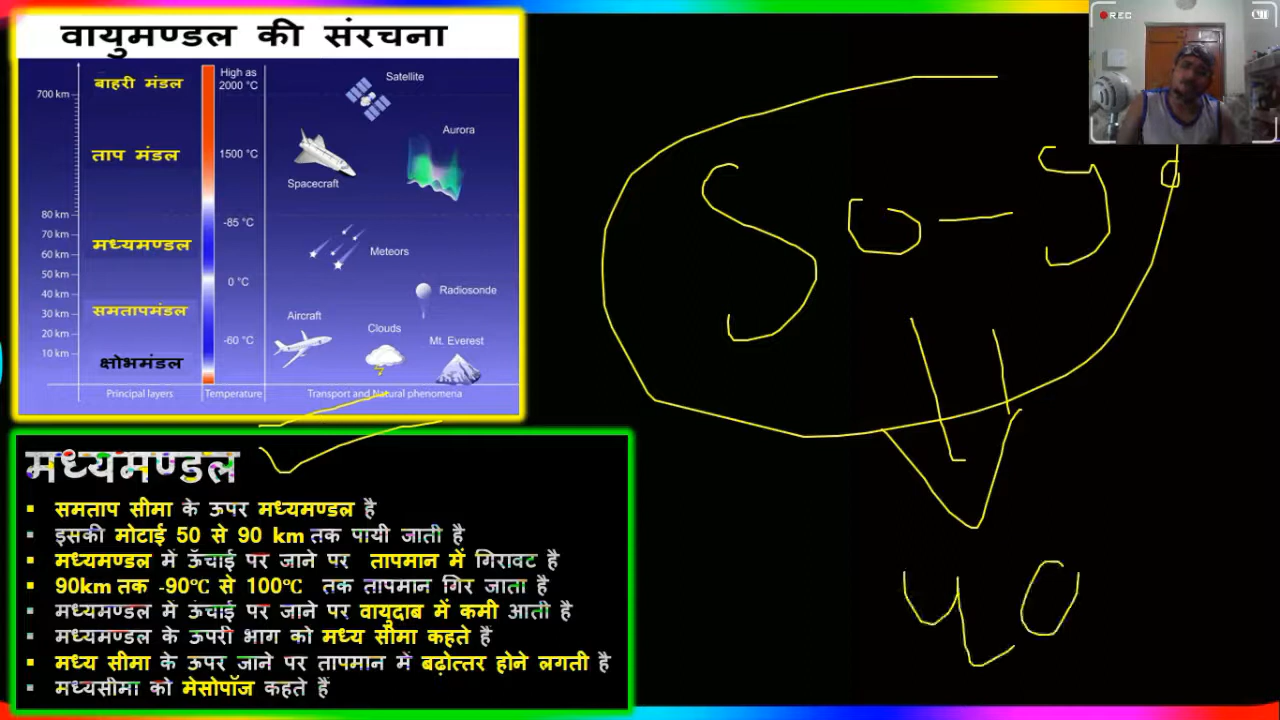 REC
वायुमण्डल की संरचना
बाहरी मंडल
High as
2000 °C
Satellite
700 km
Aurora
ताप मंडल
1500 °C
Spacecraft
80 km
-85 °C
70 km
मध्यमण्डल
60 km
Meteors
50 km
0 °C
40 km
Radiosonde
30 km
समतापमंडल
Aircraft
20 km
Clouds
-60 °C
Mt. Everest
10 km
क्षोभमंडल
Principal layers
Temperature
Transport and Natural phenomena
50-90
40
मध्यमण्डल
समताप सीमा के ऊपर मध्यमण्डल है
इसकी मोटाई 50 से 90 km तक पायी जाती है
मध्यमण्डल में ऊँचाई पर जाने पर तापमान में गिरावट है
90km तक -90℃ से 100℃ तक तापमान गिर जाता है
मध्यमण्डल में ऊंचाई पर जाने पर वायुदाब में कमी आती है
मध्यमण्डल के ऊपरी भाग को मध्य सीमा कहते है
मध्य सीमा के ऊपर जाने पर तापमान में बढ़ोत्तर होने लगती है
मध्यसीमा को मेसोपॉज कहते हैं